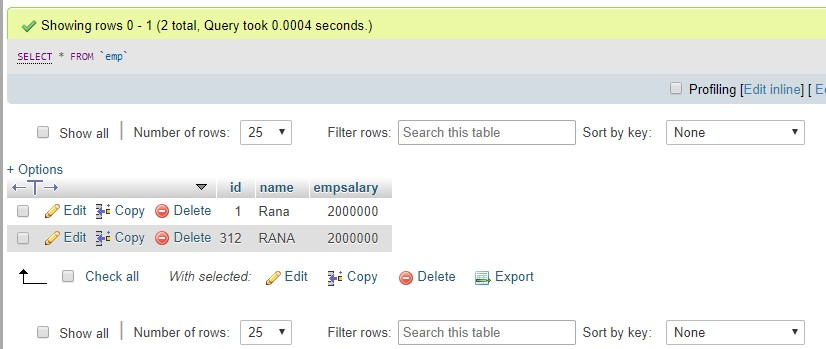 Showing rows 0 - 1 (2 total, Query took 0.0004 seconds.)
SELECT * FROM `emp`
Profiling [Edit inline] [
Show all | Number of rows: 25 Filter rows: Search this table Sort by key: None
+ Options
id name empsalary
Edit Copy Delete 1 Rana 2000000
Edit Copy Delete 312 RANA 2000000
Check all With selected: Edit Copy Delete Export
Show all | Number of rows: 25 Filter rows: Search this table Sort by key: None